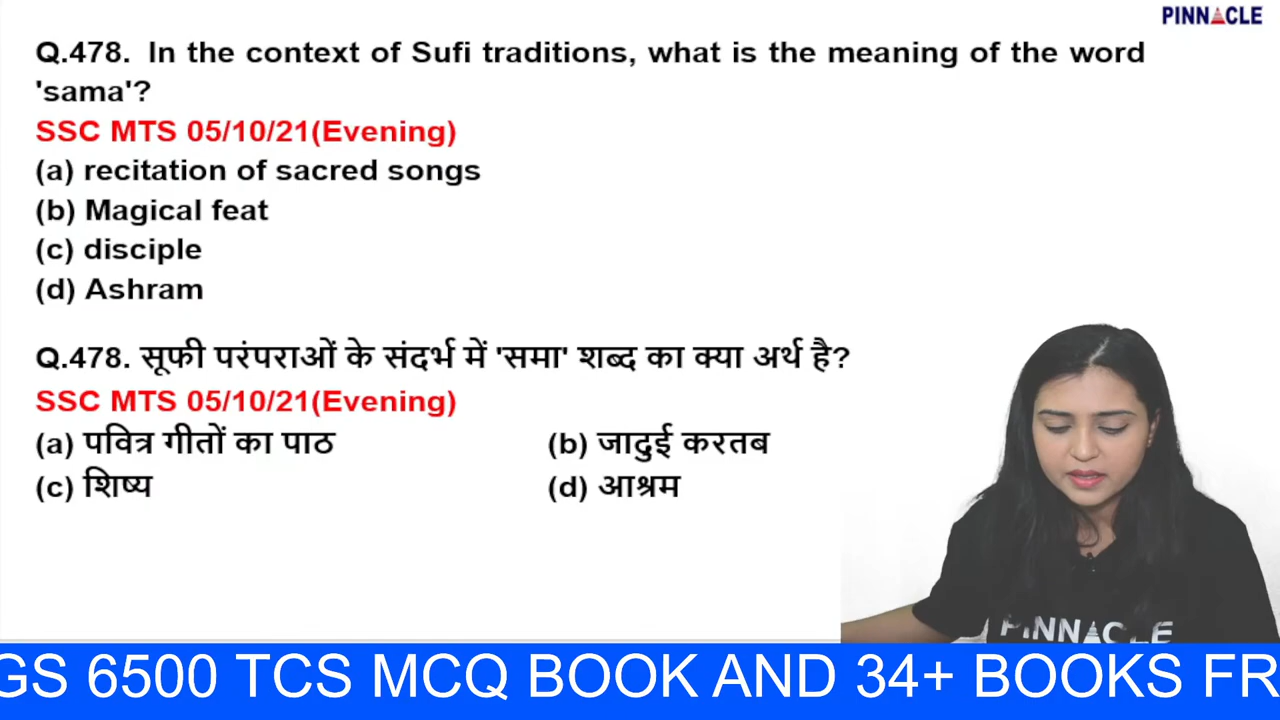 PINNACLE
Q.478. In the context of Sufi traditions, what is the meaning of the word
'sama'?
SSC MTS 05/10/21(Evening)
(a) recitation of sacred songs
(b) Magical feat
(c) disciple
(d) Ashram
Q.478. सूफी परंपराओं के संदर्भ में 'समा' शब्द का क्या अर्थ है?
SSC MTS 05/10/21(Evening)
(a) पवित्र गीतों का पाठ (b) जादुई करतब
(c) शिष्य (d) आश्रम
PINNACLE
GS 6500 TCS MCQ BOOK AND 34+ BOOKS FR